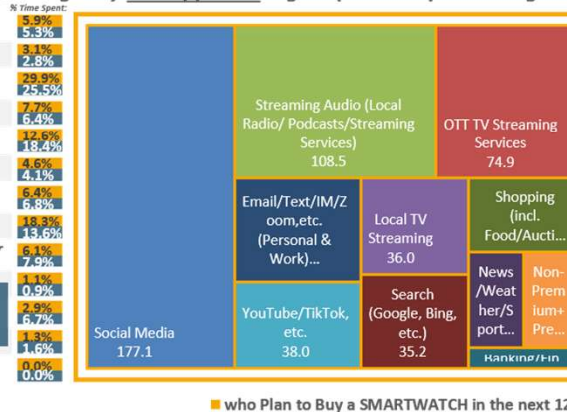 % Time Spent:
5.9%
5.3%
3.1%
2.8%
29.9%
25.5%
7.7%
6.4%
12.6%
18.4%
4.6%
4.1%
6.4%
6.8%
18.3%
13.6%
6.1%
7.9%
1.1%
0.9%
2.9%
6.7%
1.3%
1.6%
0.0%
0.0%
Social Media
177.1
Streaming Audio (Local
Radio/ Podcasts/Streaming
Services)
108.5
OTT TV Streaming
Services
74.9
Email/Text/IM/Z
oom,etc.
(Personal &
Work)...
Local TV
Streaming
36.0
Shopping
(incl.
Food/Aucti...
News
/Weat
her/S
port...
Non-
Prem
ium+
Pre...
YouTube/TikTok,
etc.
38.0
Search
(Google, Bing,
etc.)
35.2
Banking/Fin
who Plan to Buy a SMARTWATCH in the next 12